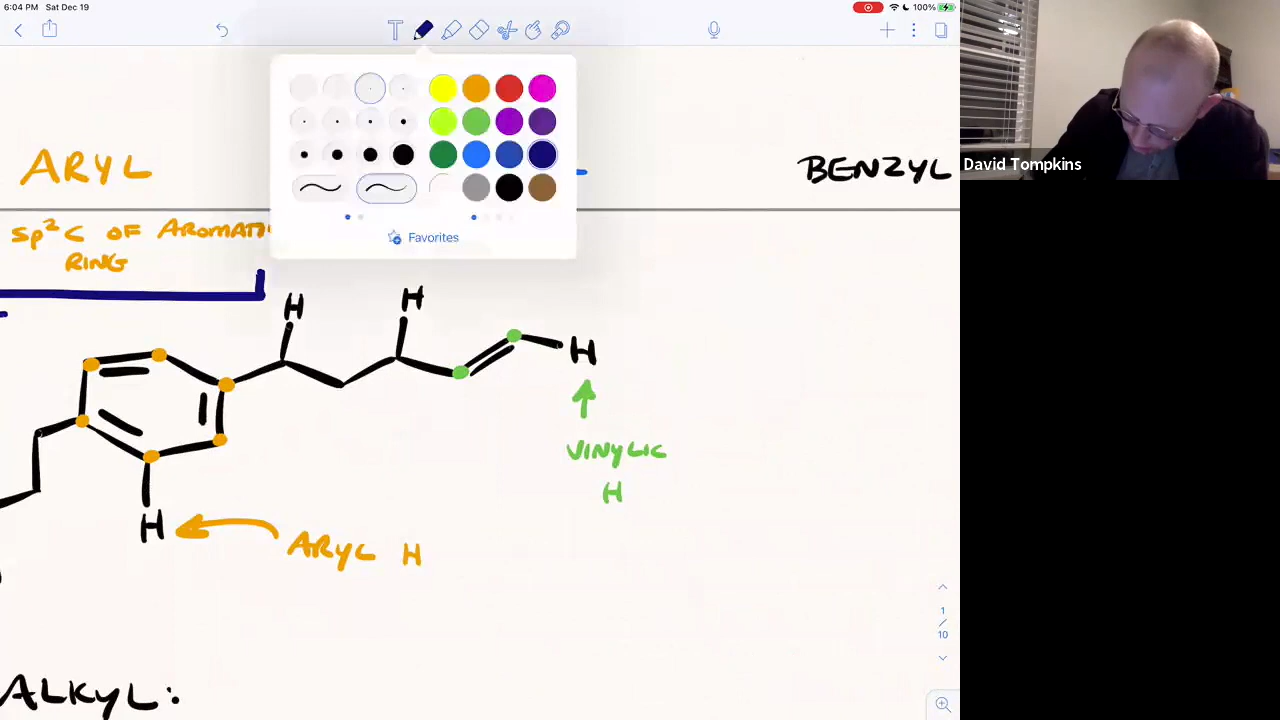 6:04 PM Sat Dec 19
100%
T
David Tompkins
ARYL
BENZYL
sp²C OF AROMATI
RING
Favorites
H
H
H
VINYLIC
H
H
ARYL H
1
/
10
ALKYL: